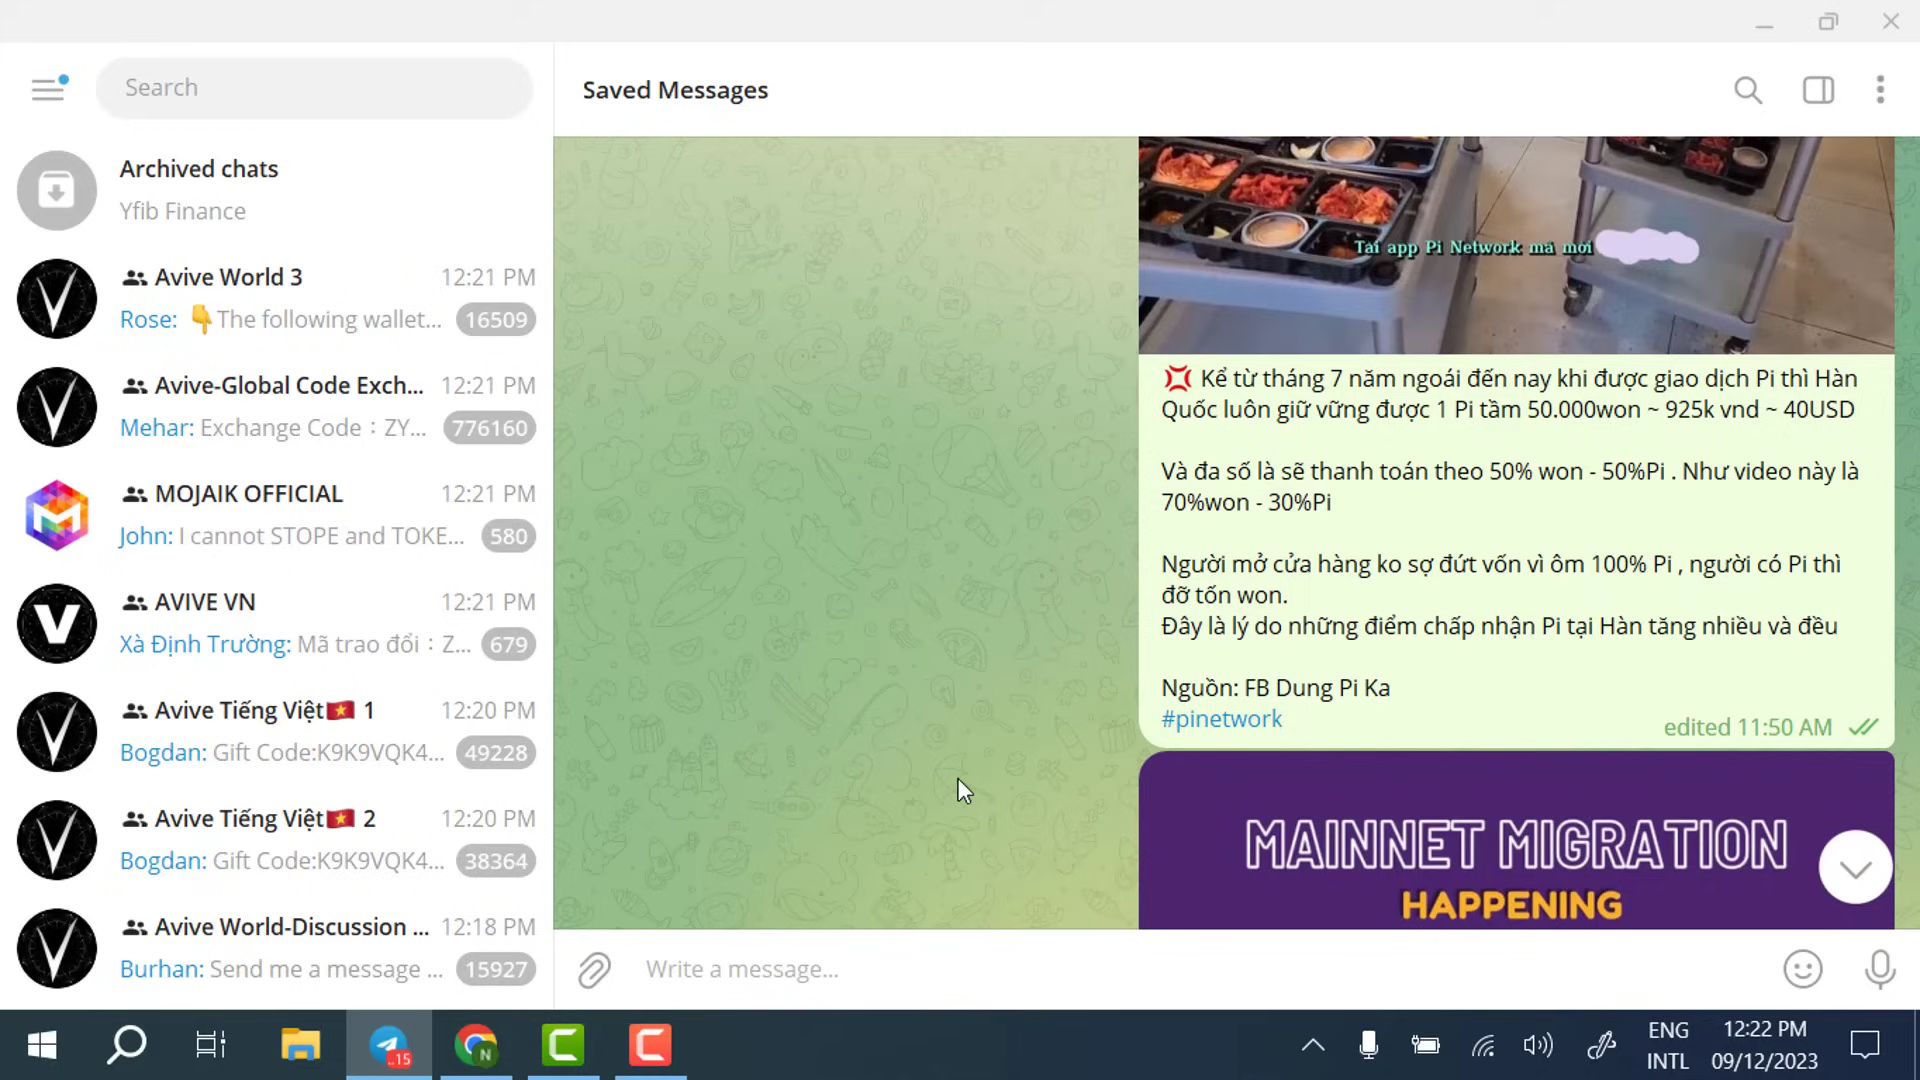 Search
Saved Messages
Archived chats
Yfib Finance
Avive World 3 12:21 PM
Rose: 👇The following wallet... 16509
Avive-Global Code Exch... 12:21 PM
Mehar: Exchange Code：ZY... 776160
MOJAIK OFFICIAL 12:21 PM
John: I cannot STOPE and TOKE... 580
AVIVE VN 12:21 PM
Xà Định Trường: Mã trao đổi：Z... 679
Avive Tiếng Việt🇻🇳 1 12:20 PM
Bogdan: Gift Code:K9K9VQK4... 49228
Avive Tiếng Việt🇻🇳 2 12:20 PM
Bogdan: Gift Code:K9K9VQK4... 38364
Avive World-Discussion ... 12:18 PM
Burhan: Send me a message ... 15927
Tải app Pi Network mã mời
💢 Kể từ tháng 7 năm ngoái đến nay khi được giao dịch Pi thì Hàn
Quốc luôn giữ vững được 1 Pi tầm 50.000won ~ 925k vnd ~ 40USD
Và đa số là sẽ thanh toán theo 50% won - 50%Pi . Như video này là
70%won - 30%Pi
Người mở cửa hàng ko sợ đứt vốn vì ôm 100% Pi , người có Pi thì
đỡ tốn won.
Đây là lý do những điểm chấp nhận Pi tại Hàn tăng nhiều và đều
Nguồn: FB Dung Pi Ka
#pinetwork
edited 11:50 AM
MAINNET MIGRATION
HAPPENING
Write a message...
..15
N
ENG
INTL
12:22 PM
09/12/2023